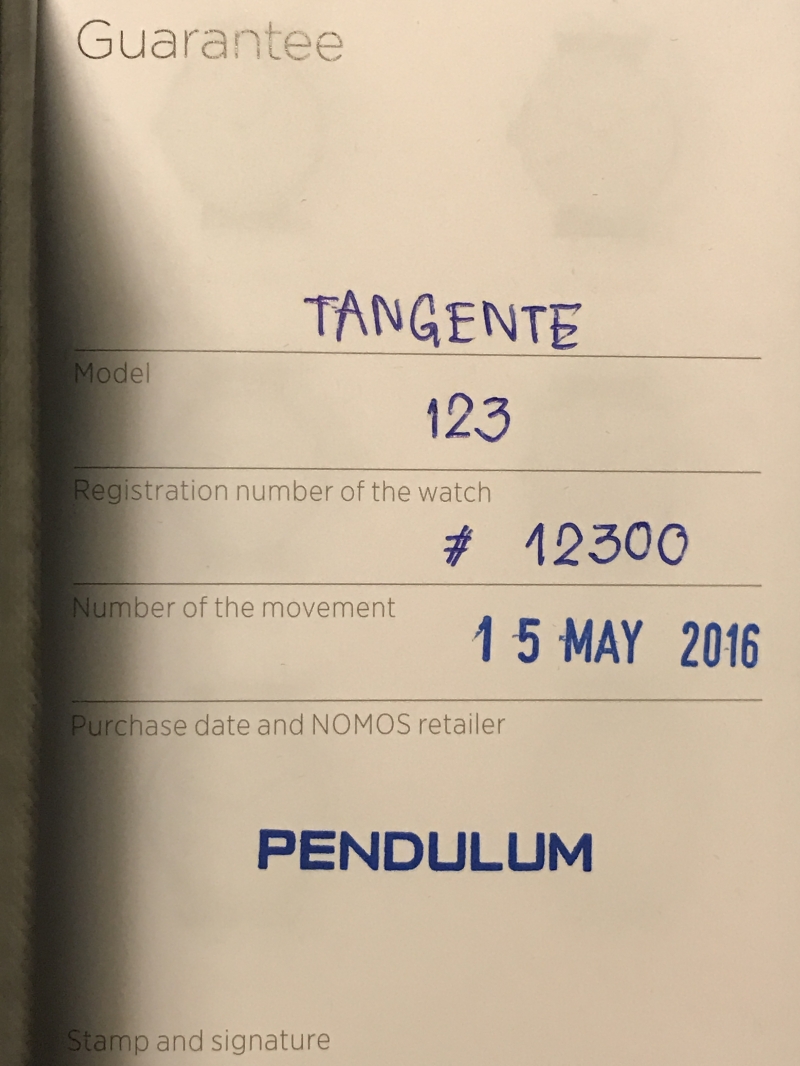 Guarantee
TANGENTE
Model
123
Registration number of the watch
# 12300
Number of the movement
15 MAY 2016
Purchase date and NOMOS retailer
PENDULUM
Stamp and signature